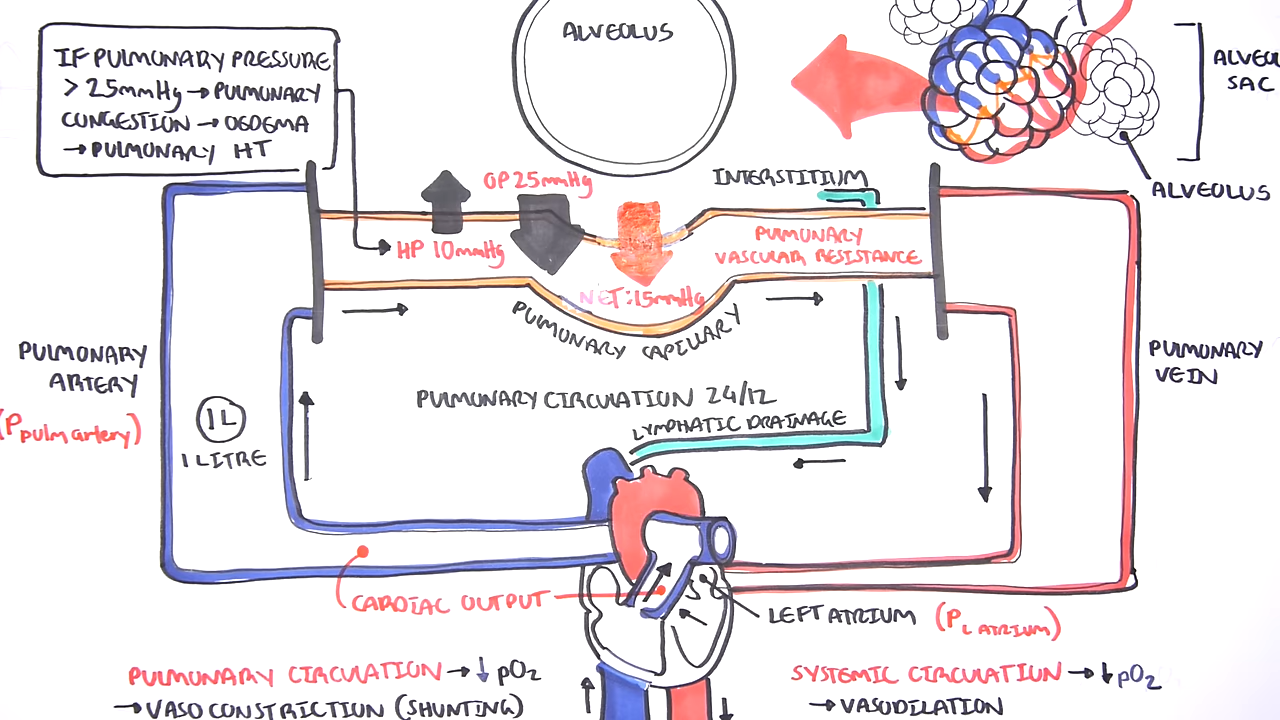 IF PULMONARY PRESSURE
> 25mmHg → PULMONARY
CONGESTION → OEDEMA
→ PULMONARY HT
ALVEOLUS
SAC
ALVEOLUS
OP 25mmHg
INTERSTITIUM
HP 10mmHg
PULMONARY
VASCULAR RESISTANCE
NET:15mmHg
PULMONARY CAPILLARY
PULMONARY
ARTERY
(Ppulm artery)
1L
1 LITRE
PULMONARY CIRCULATION 24/12
LYMPHATIC DRAINAGE
PULMONARY
VEIN
CARDIAC OUTPUT
LEFT ATRIUM (PL ATRIUM)
PULMONARY CIRCULATION → ↓ pO2
→ VASOCONSTRICTION (SHUNTING)
SYSTEMIC CIRCULATION → ↓ pO2
→ VASODILATION